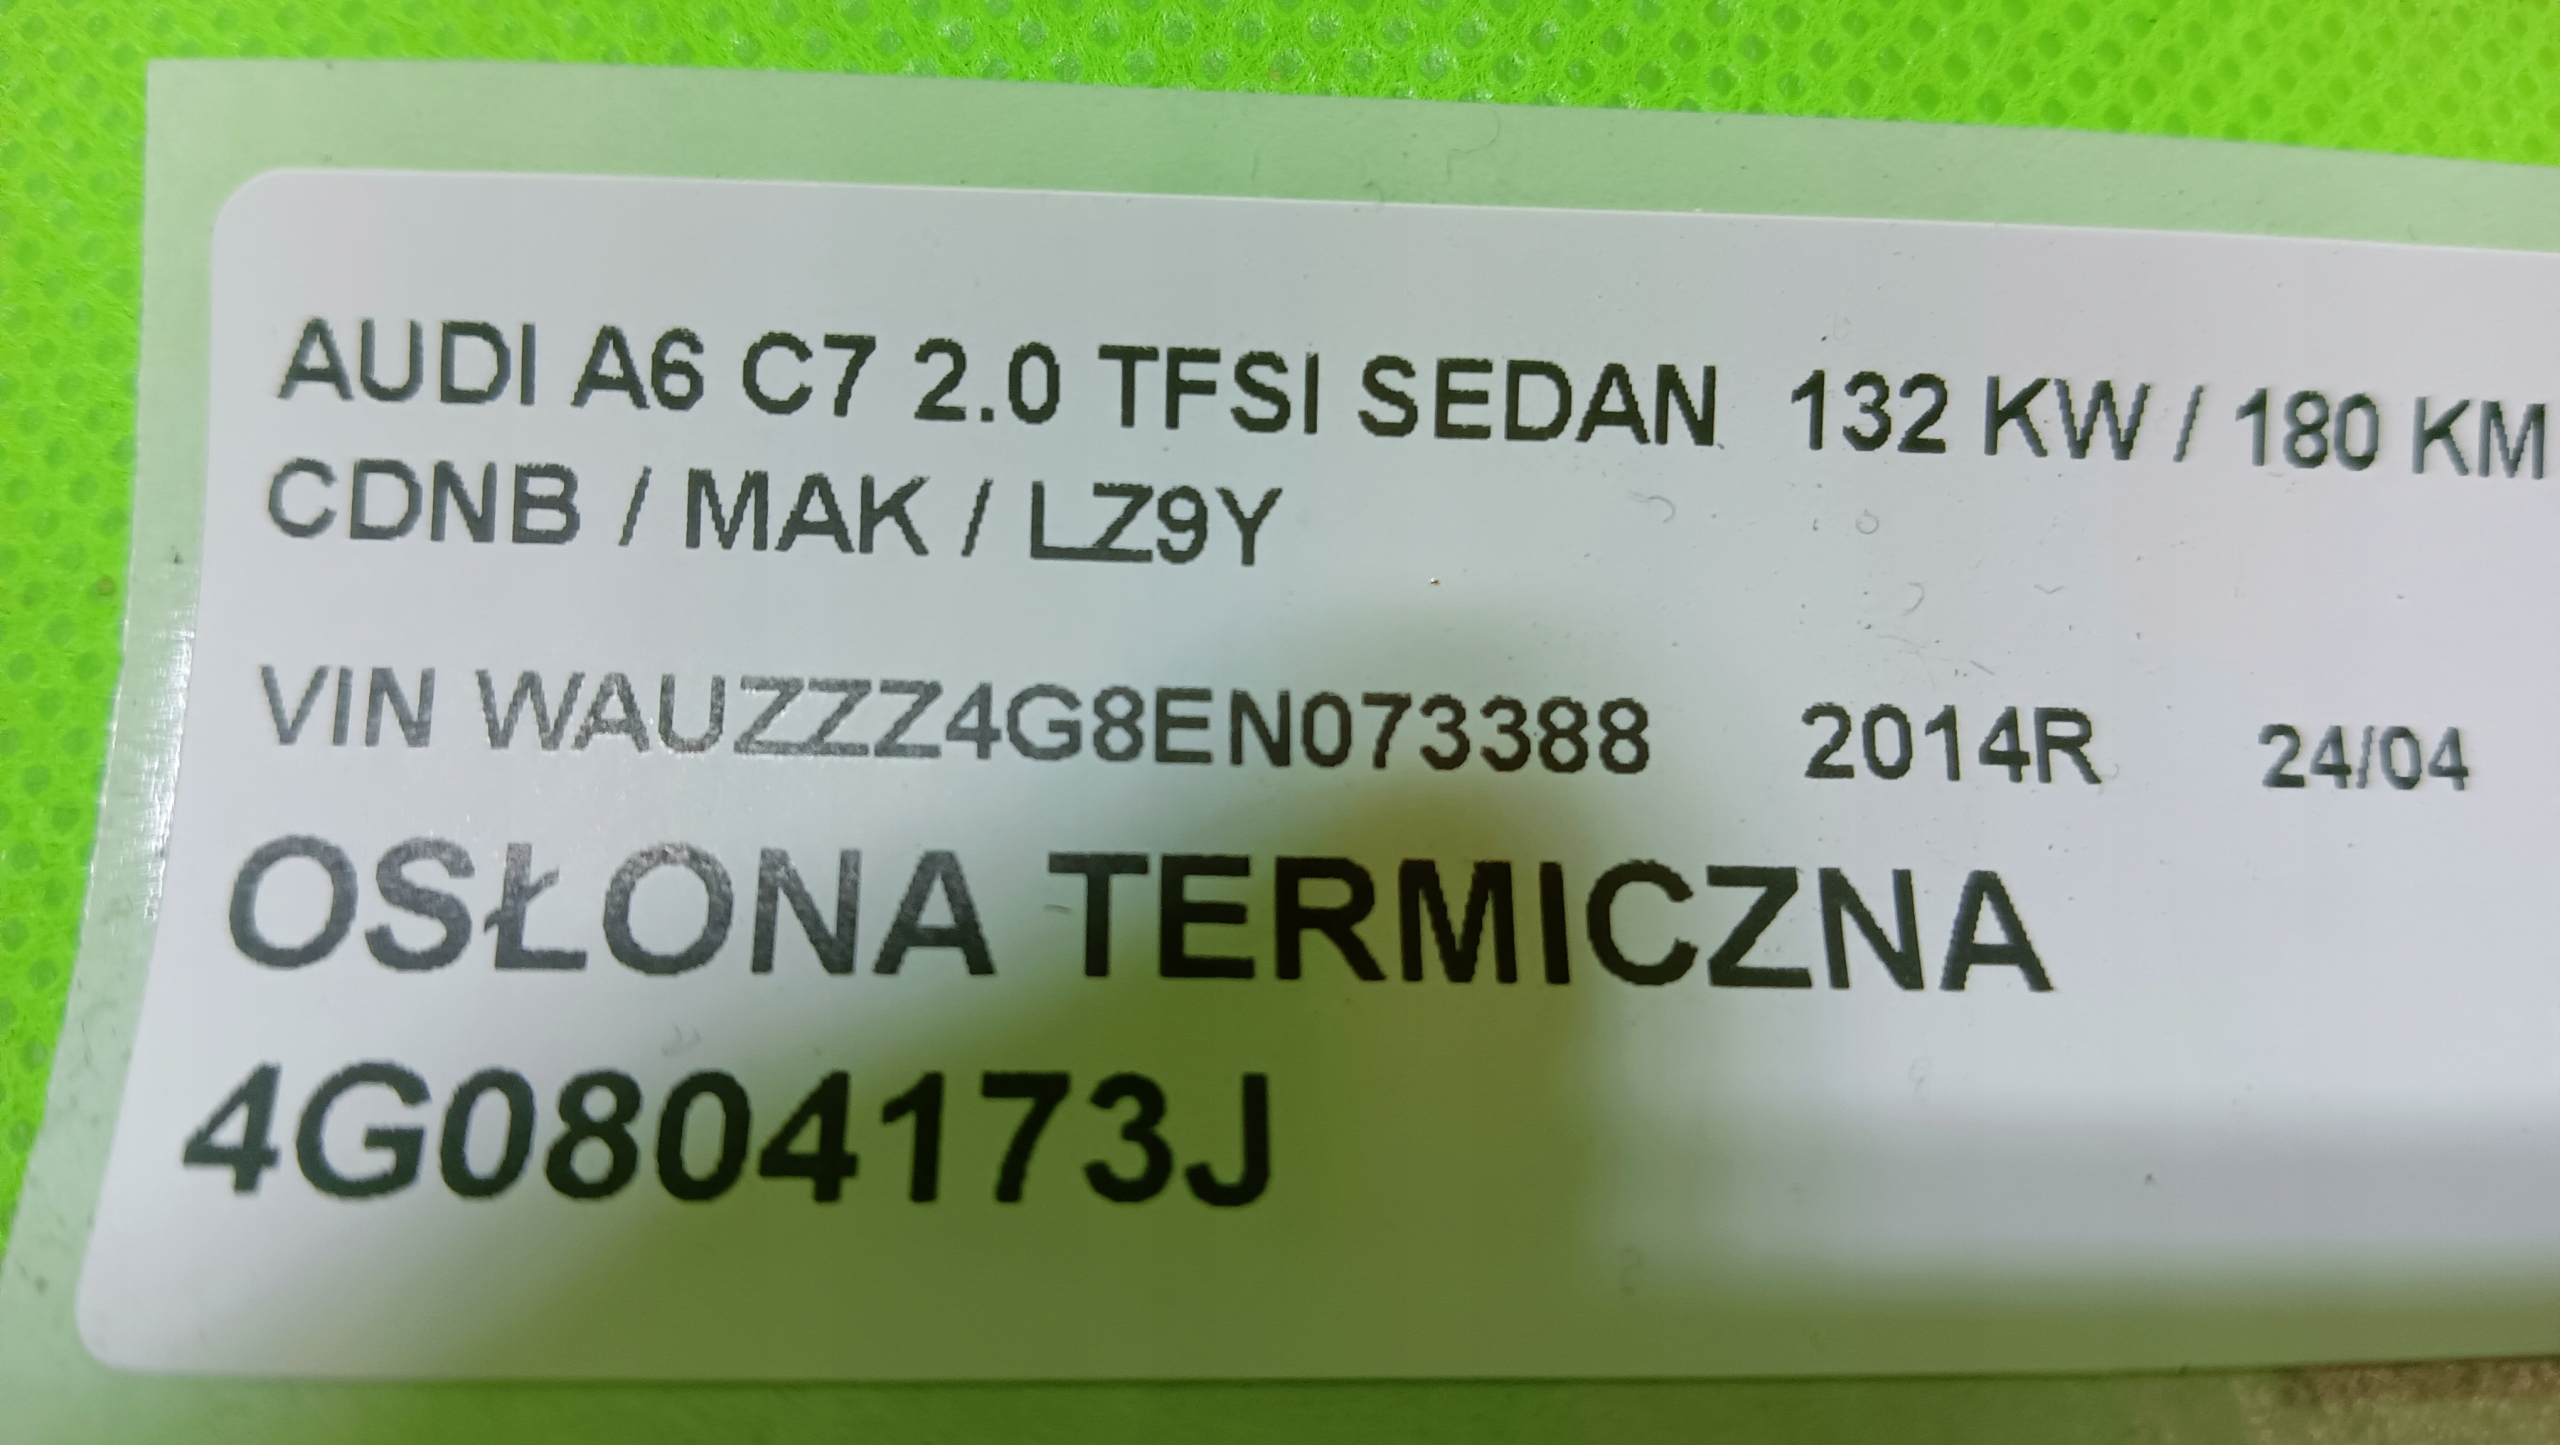 AUDI A6 C7 2.0 TFSI SEDAN 132 KW / 180 KM
CDNB / MAK / LZ9Y
VIN WAUZZZ4G8EN073388 2014R 24/04
OSŁONA TERMICZNA
4G0804173J